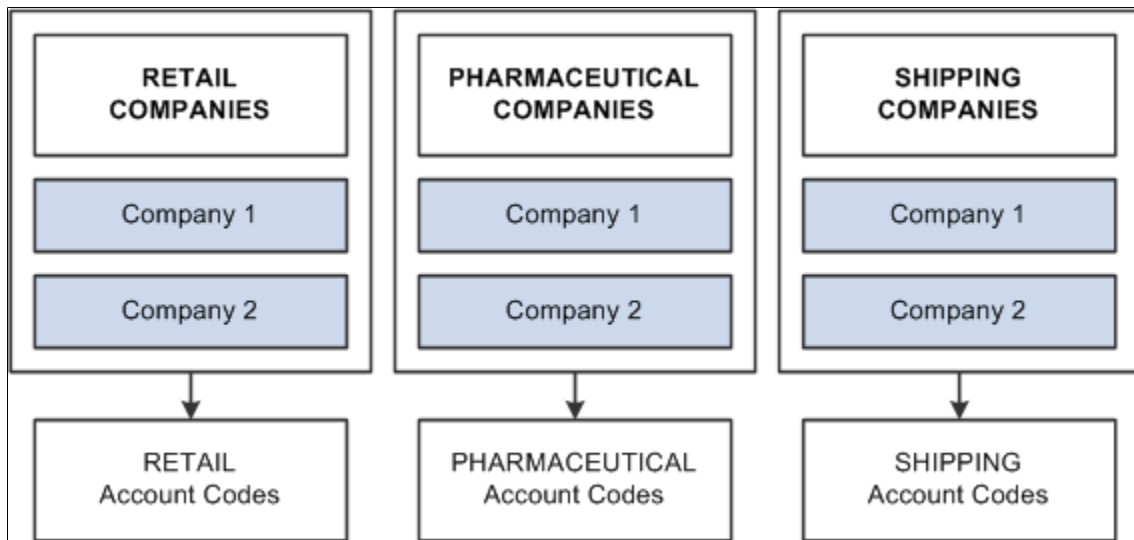 RETAIL
COMPANIES
Company 1
Company 2
RETAIL
Account Codes
PHARMACEUTICAL
COMPANIES
Company 1
Company 2
PHARMACEUTICAL
Account Codes
SHIPPING
COMPANIES
Company 1
Company 2
SHIPPING
Account Codes